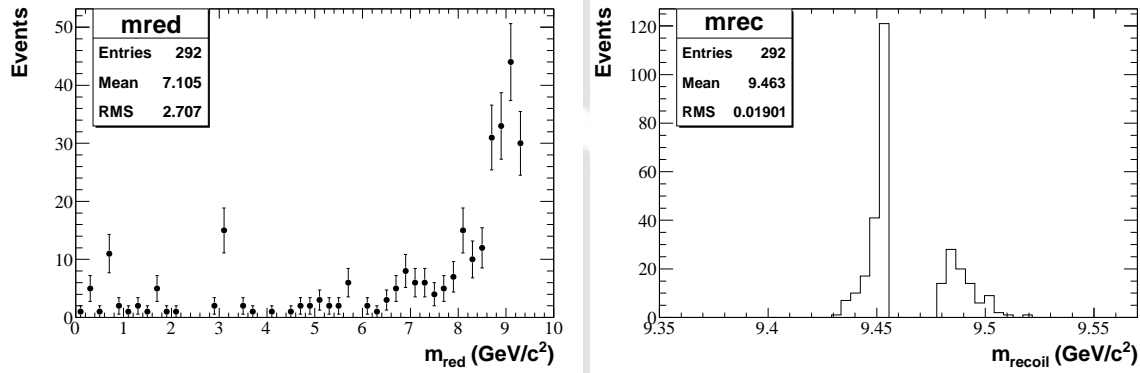 mred
Entries 292
Mean 7.105
RMS 2.707
Events
50
40
30
20
10
0
0 1 2 3 4 5 6 7 8 9 10
m_red (GeV/c²)
mrec
Entries 292
Mean 9.463
RMS 0.01901
Events
120
100
80
60
40
20
0
9.35 9.4 9.45 9.5 9.55
m_recoil (GeV/c²)